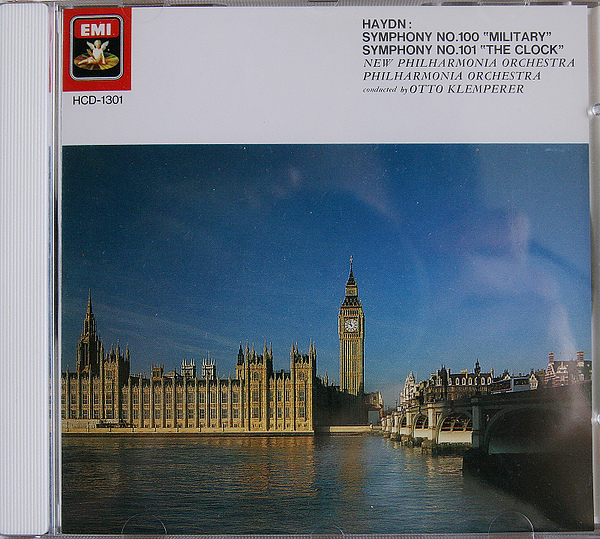 EMI
HCD-1301
HAYDN:
SYMPHONY NO.100 "MILITARY"
SYMPHONY NO.101 "THE CLOCK"
NEW PHILHARMONIA ORCHESTRA
PHILHARMONIA ORCHESTRA
conducted by OTTO KLEMPERER